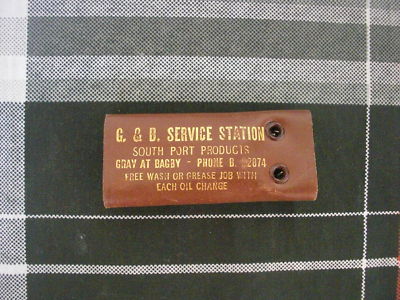 G. & B. SERVICE STATION
SOUTH PORT PRODUCTS
GRAY AT BAGBY - PHONE B. 2074
FREE WASH OR GREASE JOB WITH
EACH OIL CHANGE